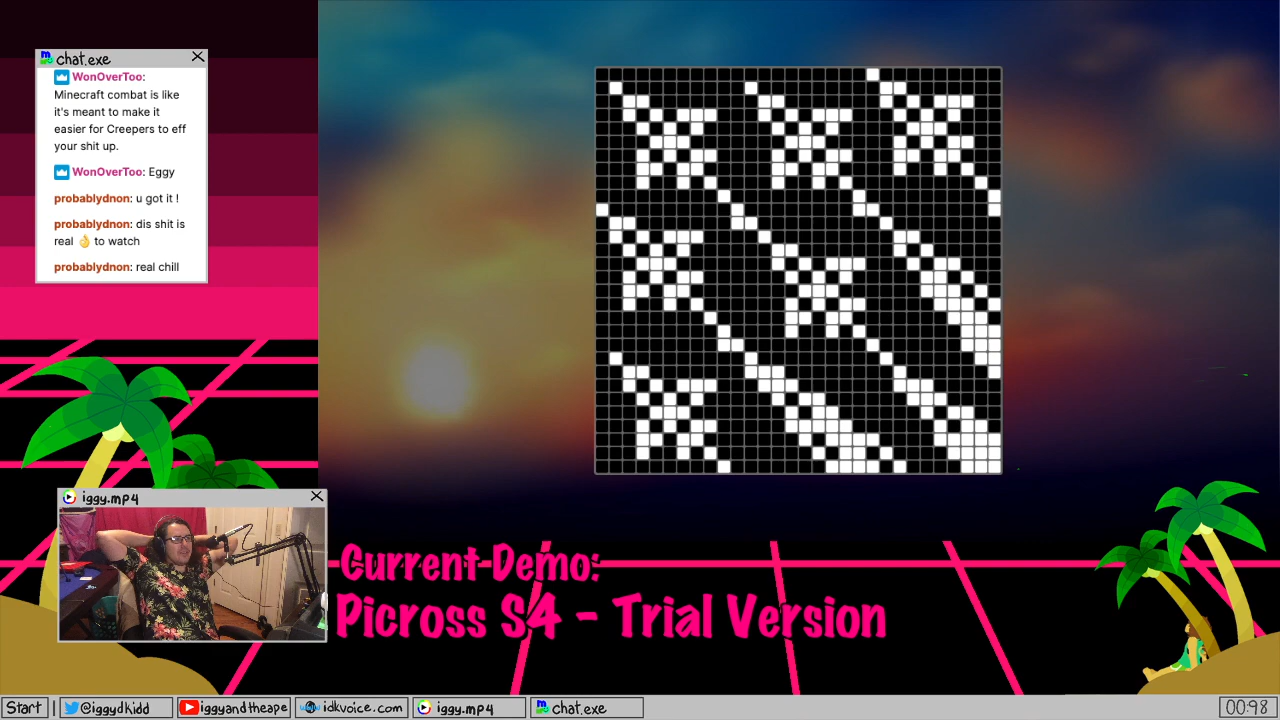 chat.exe
WonOverToo:
Minecraft combat is like
it's meant to make it
easier for Creepers to eff
your shit up.
WonOverToo: Eggy
probablydnon: u got it !
probablydnon: dis shit is
real 👌 to watch
probablydnon: real chill
iggy.mp4
Current Demo:
Picross S4 - Trial Version
Start | @iggydkidd iggyandtheape www idkvoice.com iggy.mp4 chat.exe 00:98